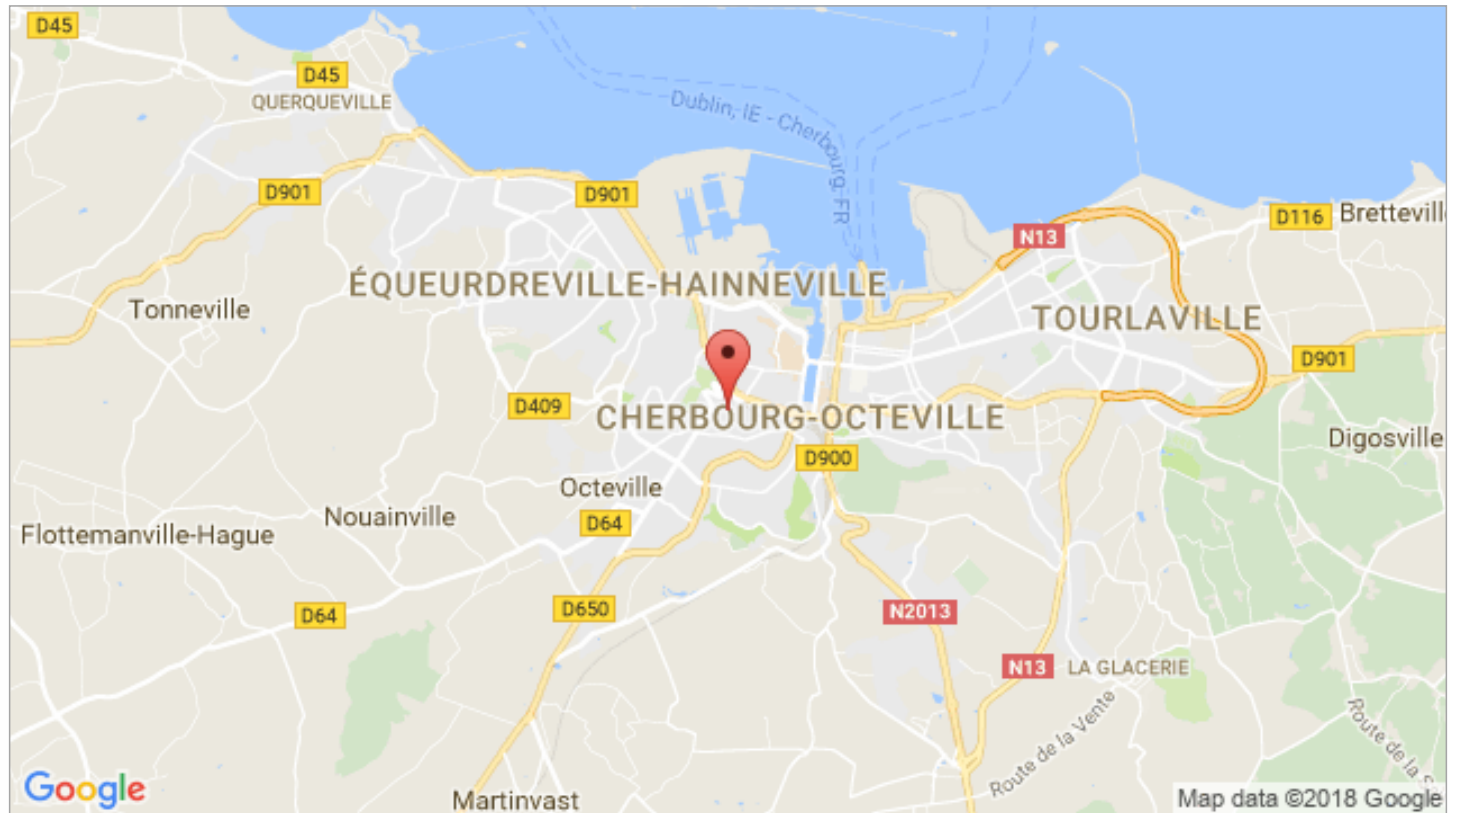 D45
D45
QUERQUEVILLE
Dublin, IE - Cherbourg, FR
D901
D901
N13
D116
Bretteville
ÉQUEURDREVILLE-HAINNEVILLE
Tonneville
TOURLAVILLE
D901
D409
CHERBOURG-OCTEVILLE
Digosville
D900
Octeville
Nouainville
D64
Flottemanville-Hague
D650
N2013
D64
N13
LA GLACERIE
Route de la Vente
Route de la S
Google
Martinvast
Map data ©2018 Google